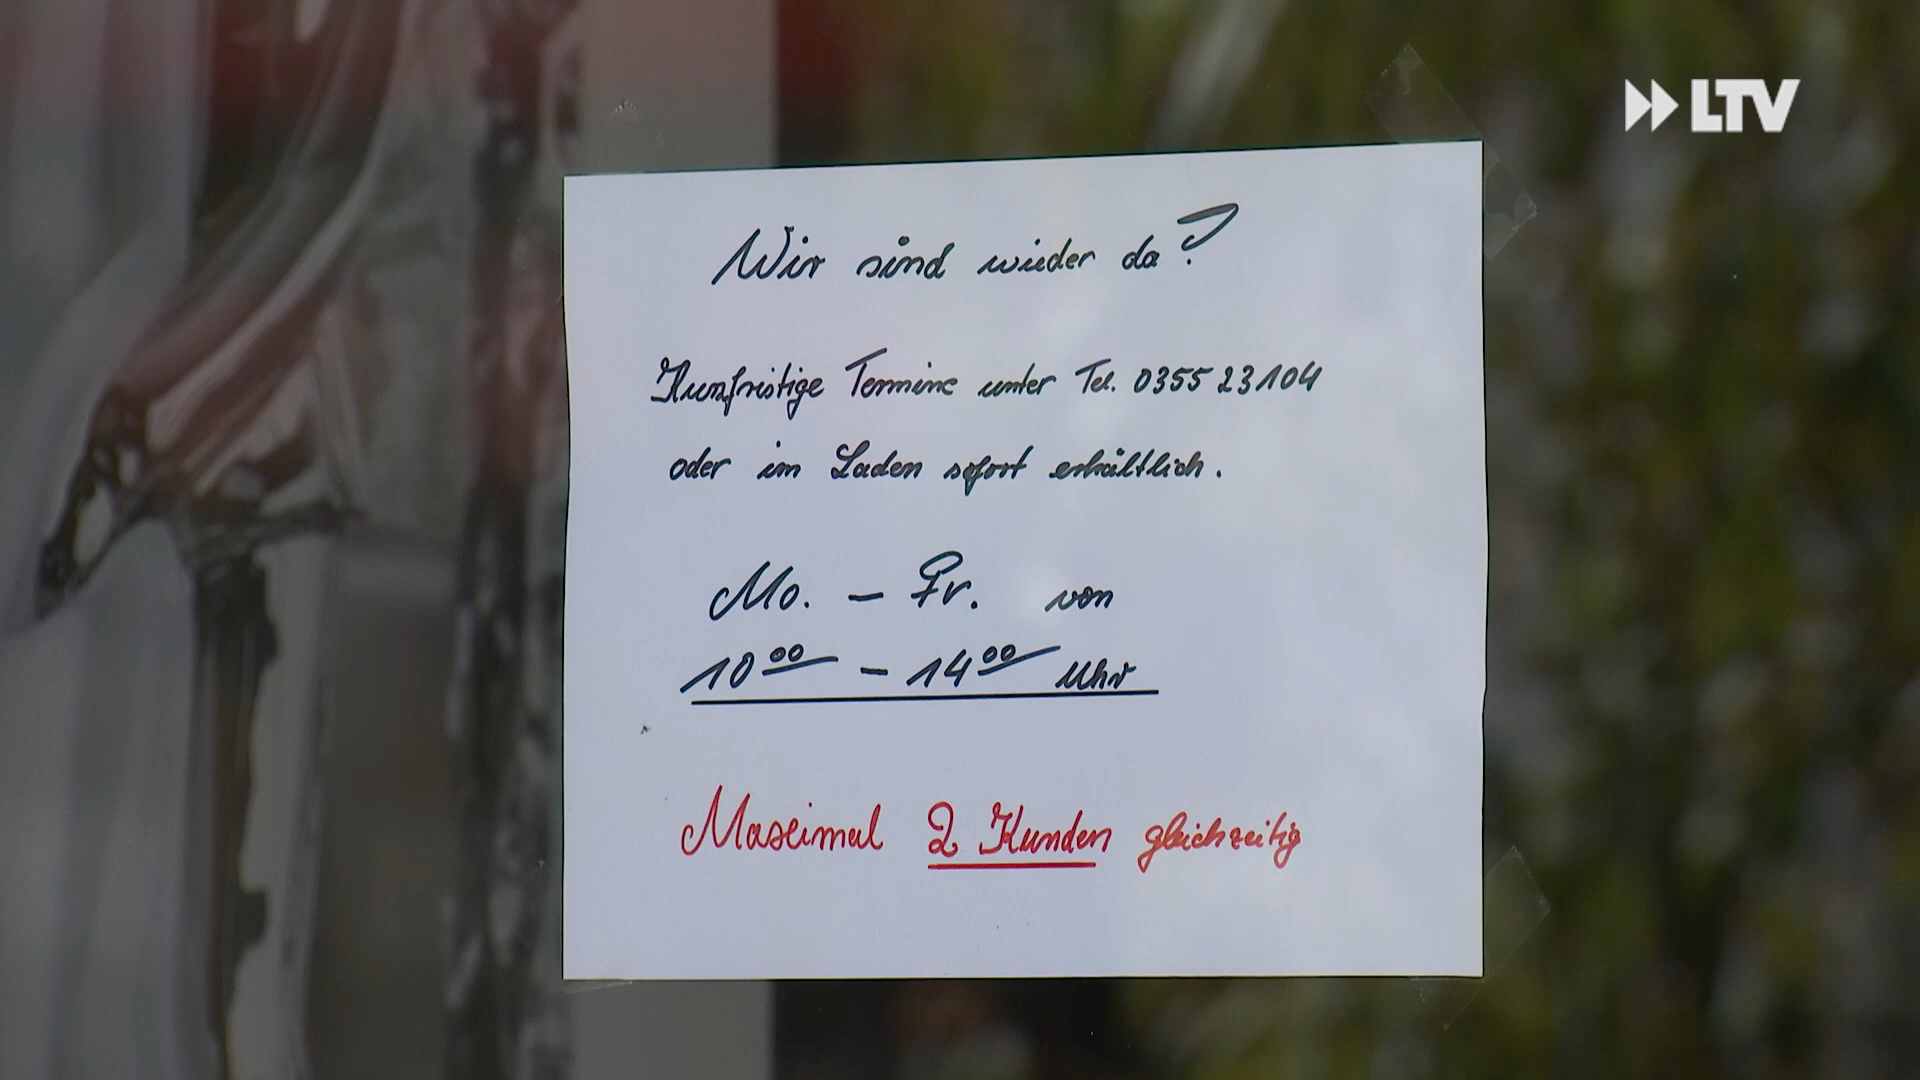 LTV
Wir sind wieder da!
Kurzfristige Termine unter Tel. 0355 23104
oder im Laden sofort erhältlich.
Mo. - Fr. von
10⁰⁰ - 14⁰⁰ Uhr
Maximal 2 Kunden gleichzeitig